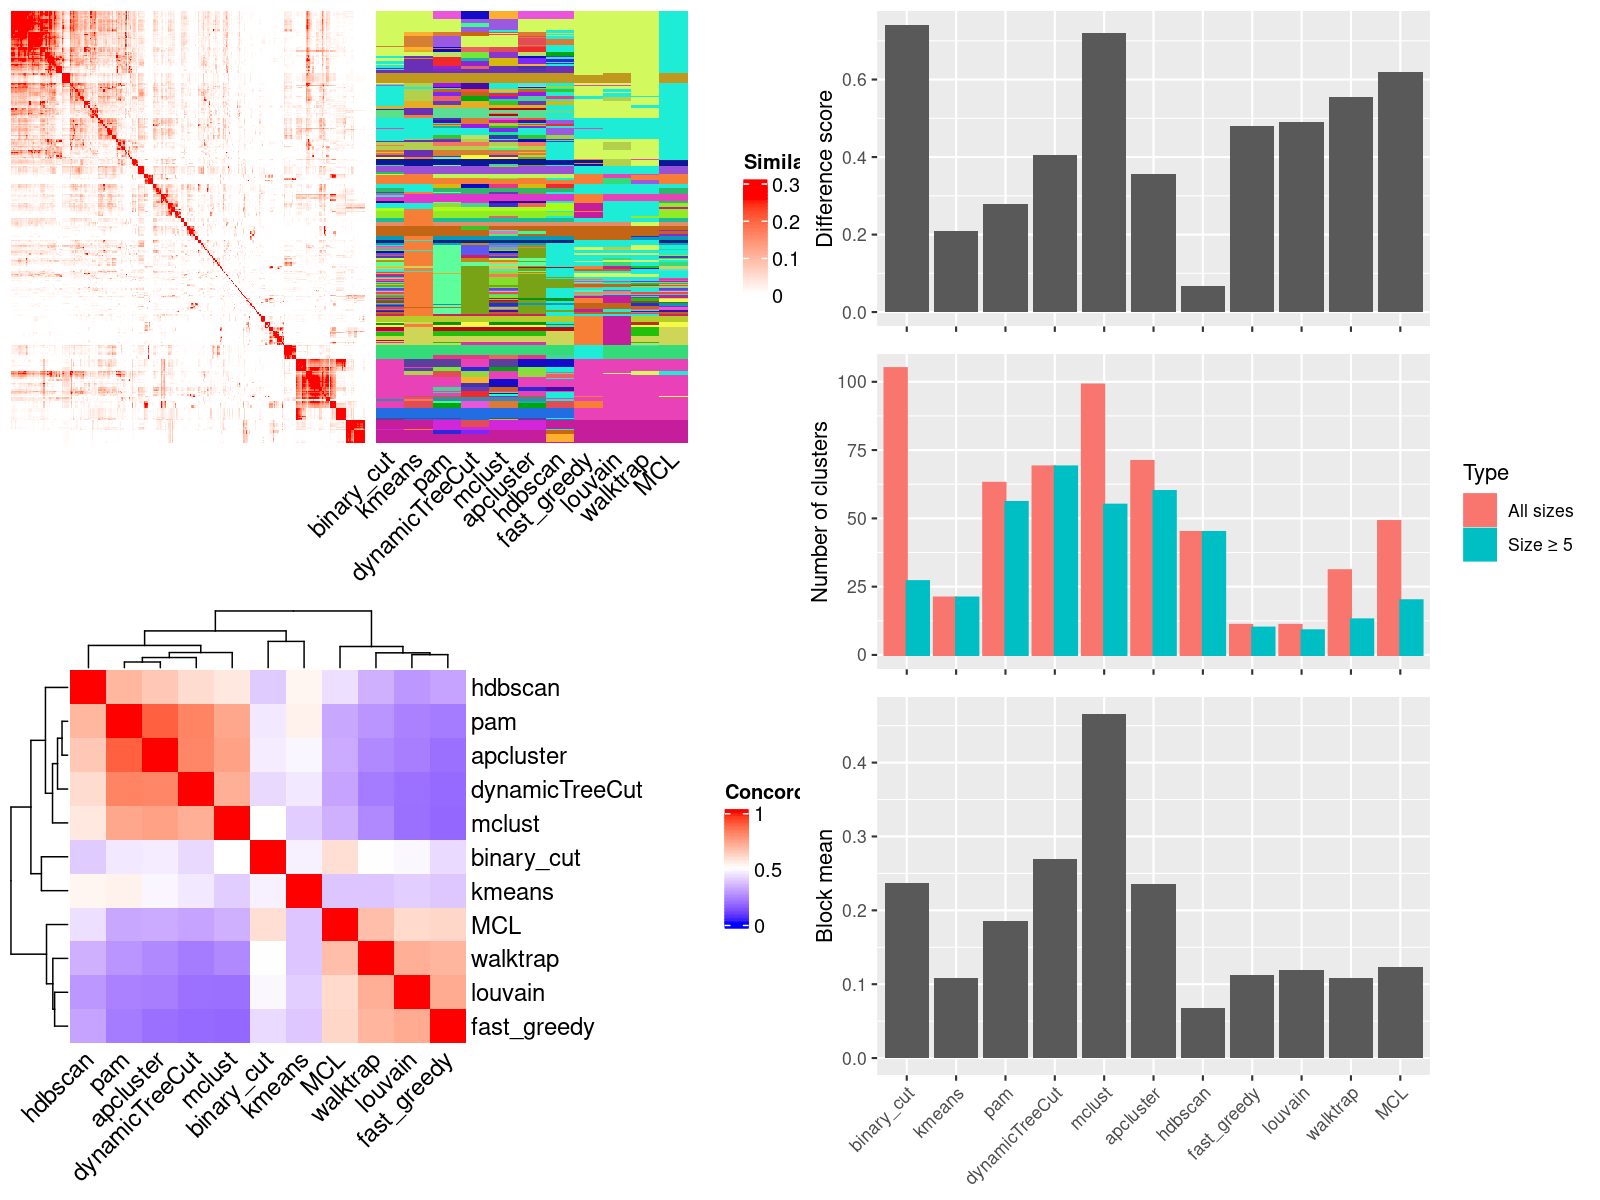 Simila
0.3
0.2
0.1
0
binary_cut
kmeans
pam
dynamicTreeCut
mclust
apcluster
hdbscan
fast_greedy
louvain
walktrap
MCL
hdbscan
pam
apcluster
dynamicTreeCut
mclust
binary_cut
kmeans
MCL
walktrap
louvain
fast_greedy
hdbscan
pam
apcluster
dynamicTreeCut
mclust
binary_cut
kmeans
MCL
walktrap
louvain
fast_greedy
Concord
1
0.5
0
Difference score
0.6
0.4
0.2
0.0
Number of clusters
100
75
50
25
0
Type
All sizes
Size ≥ 5
Block mean
0.4
0.3
0.2
0.1
0.0
binary_cut
kmeans
pam
dynamicTreeCut
mclust
apcluster
hdbscan
fast_greedy
louvain
walktrap
MCL